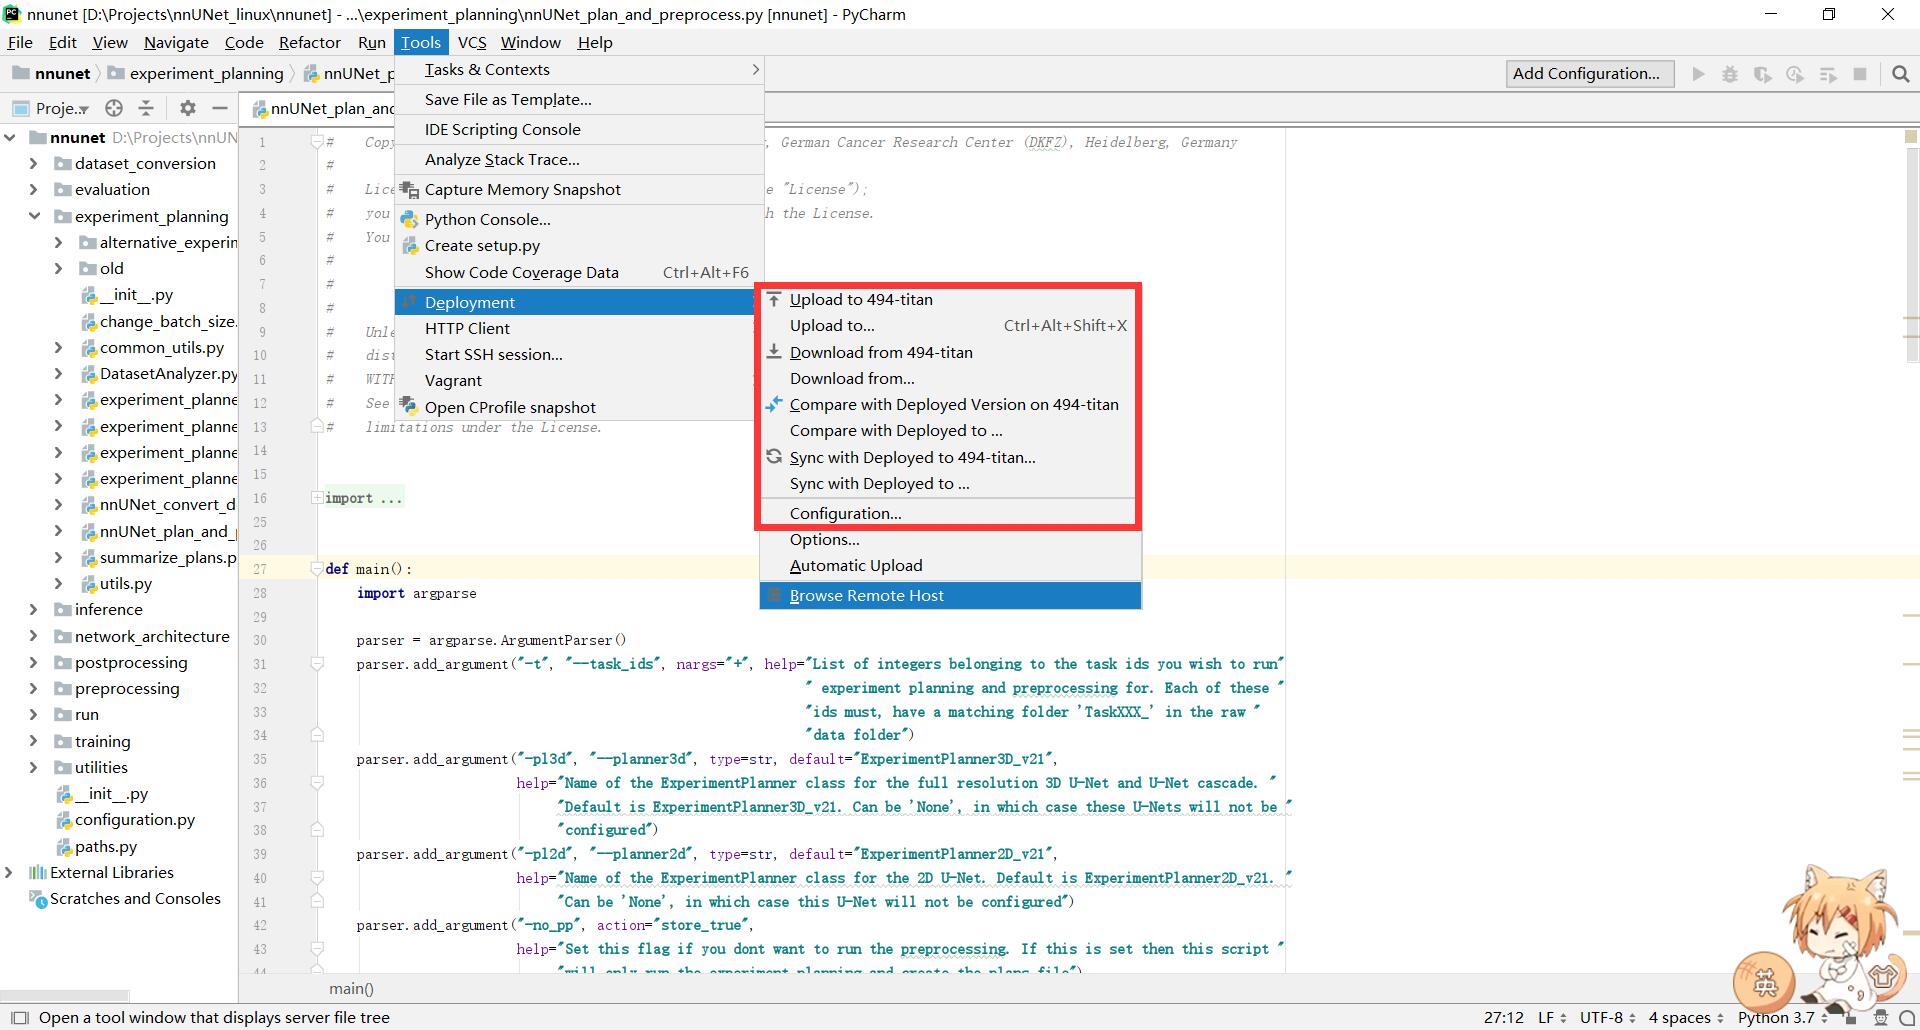 nnunet [D:\Projects\nnUNet_linux\nnunet] - ...\experiment_planning\nnUNet_plan_and_preprocess.py [nnunet] - PyCharm
File Edit View Navigate Code Refactor Run Tools VCS Window Help
nnunet experiment_planning nnUNet_p
Add Configuration...
Proje..
nnUNet_plan_and
nnunet D:\Projects\nnUN
dataset_conversion
evaluation
experiment_planning
alternative_experim
old
__init__.py
change_batch_size.
common_utils.py
DatasetAnalyzer.py
experiment_planne
experiment_planne
experiment_planne
experiment_planne
nnUNet_convert_d
nnUNet_plan_and_
summarize_plans.p
utils.py
inference
network_architecture
postprocessing
preprocessing
run
training
utilities
__init__.py
configuration.py
paths.py
External Libraries
Scratches and Consoles
Tasks & Contexts
Save File as Template...
IDE Scripting Console
Analyze Stack Trace...
Capture Memory Snapshot
Python Console...
Create setup.py
Show Code Coverage Data Ctrl+Alt+F6
Deployment
HTTP Client
Start SSH session...
Vagrant
Open CProfile snapshot
Upload to 494-titan
Upload to... Ctrl+Alt+Shift+X
Download from 494-titan
Download from...
Compare with Deployed Version on 494-titan
Compare with Deployed to ...
Sync with Deployed to 494-titan...
Sync with Deployed to ...
Configuration...
Options...
Automatic Upload
Browse Remote Host
1 # Copy , German Cancer Research Center (DKFZ), Heidelberg, Germany
2 #
3 # Lice e "License");
4 # you h the License.
5 # You
6 #
7 #
8 #
9 # Unle
10 # dist
11 # WITH
12 # See
13 # limitations under the License.
14
15
16 import ...
25
26
27 def main():
28 import argparse
29
30 parser = argparse.ArgumentParser()
31 parser.add_argument("-t", "--task_ids", nargs="+", help="List of integers belonging to the task ids you wish to run"
32 " experiment planning and preprocessing for. Each of these "
33 "ids must, have a matching folder 'TaskXXX_' in the raw "
34 "data folder")
35 parser.add_argument("-pl3d", "--planner3d", type=str, default="ExperimentPlanner3D_v21",
36 help="Name of the ExperimentPlanner class for the full resolution 3D U-Net and U-Net cascade. "
37 "Default is ExperimentPlanner3D_v21. Can be 'None', in which case these U-Nets will not be "
38 "configured")
39 parser.add_argument("-pl2d", "--planner2d", type=str, default="ExperimentPlanner2D_v21",
40 help="Name of the ExperimentPlanner class for the 2D U-Net. Default is ExperimentPlanner2D_v21. "
41 "Can be 'None', in which case this U-Net will not be configured")
42 parser.add_argument("-no_pp", action="store_true",
43 help="Set this flag if you dont want to run the preprocessing. If this is set then this script "
44 "will only run the experiment planning and create the plans file")
main()
英
Open a tool window that displays server file tree
27:12 LF UTF-8 4 spaces Python 3.7